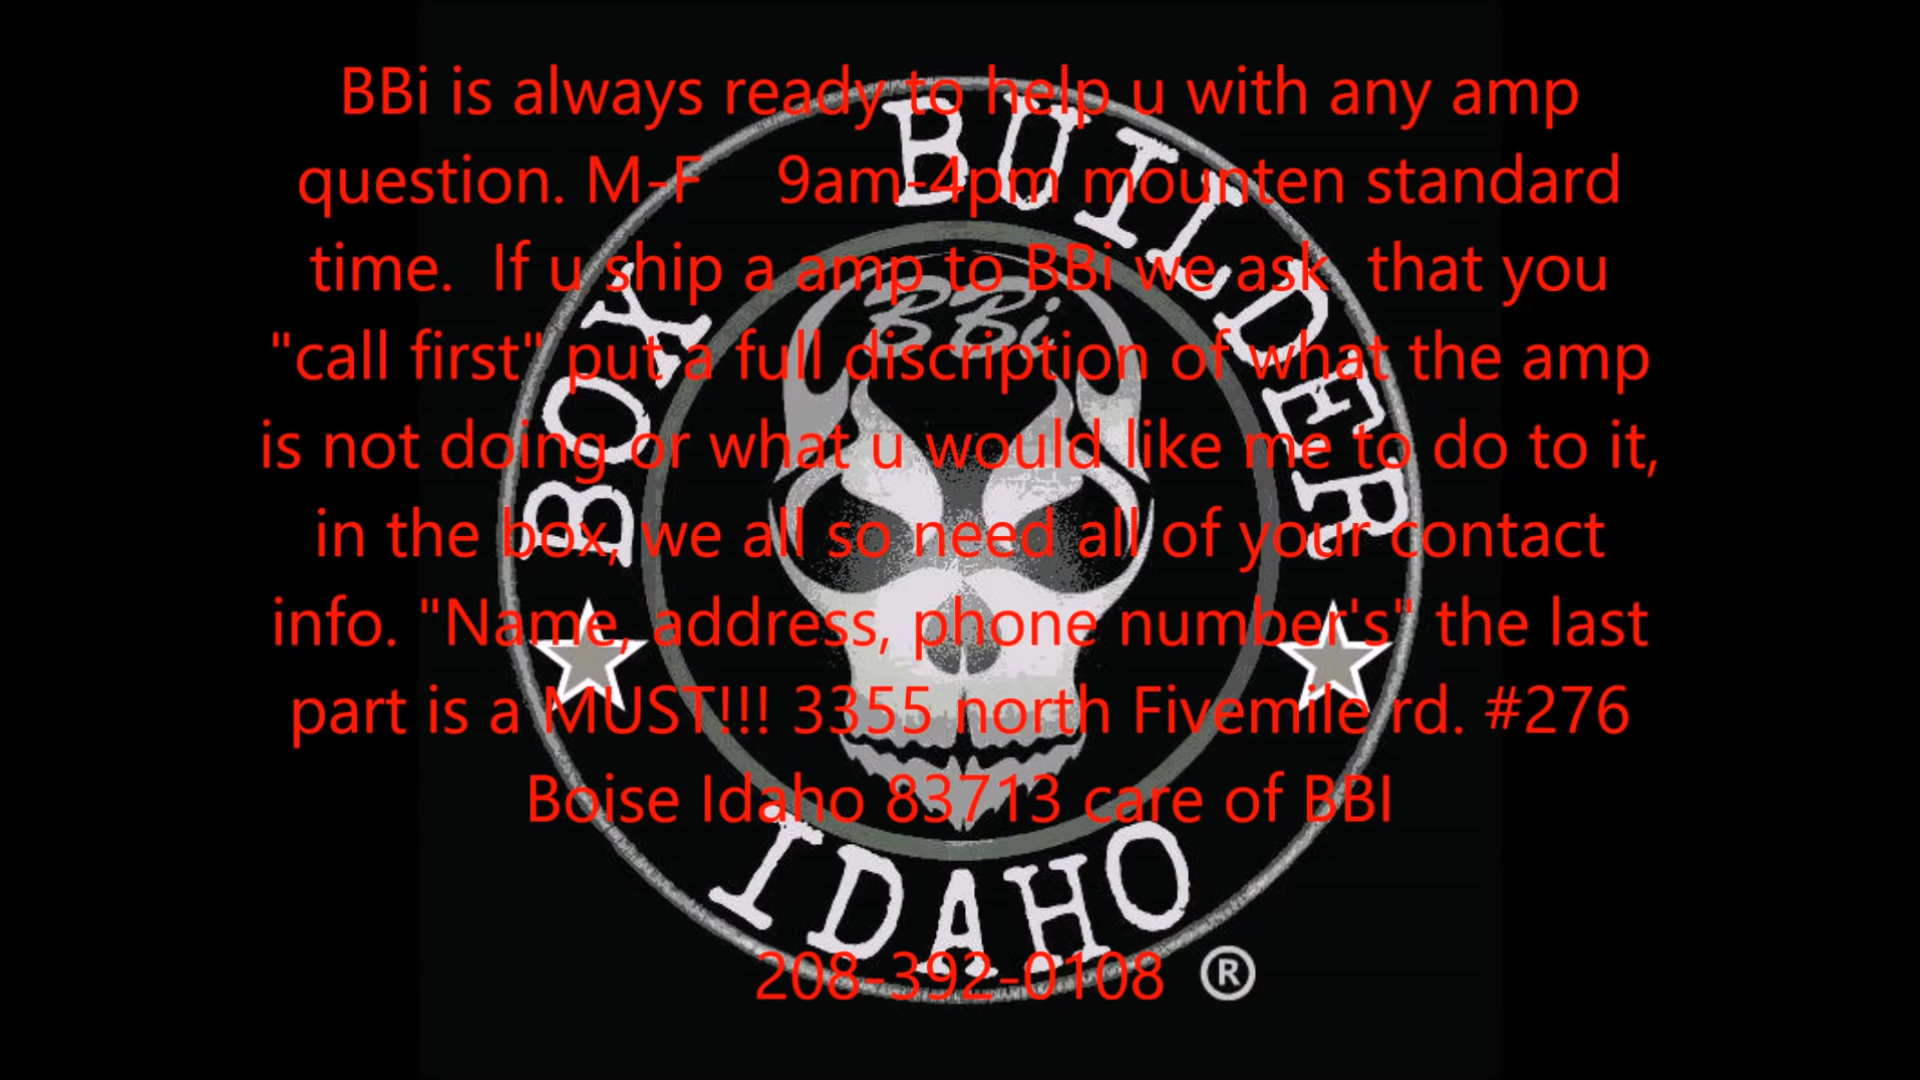 BBi is always ready to help u with any amp
question. M-F    9am-4pm mounten standard
time.  If u ship a amp to BBi we ask  that you
"call first"  put a full discription of what the amp
is not doing or what u would like me to do to it,
in the box, we all so need all of your contact
info. "Name, address, phone number's"  the last
part is a MUST!!! 3355 north Fivemile rd. #276
Boise Idaho 83713 care of BBI
208-392-0108
BOX BUILDER
BBi
IDAHO
®